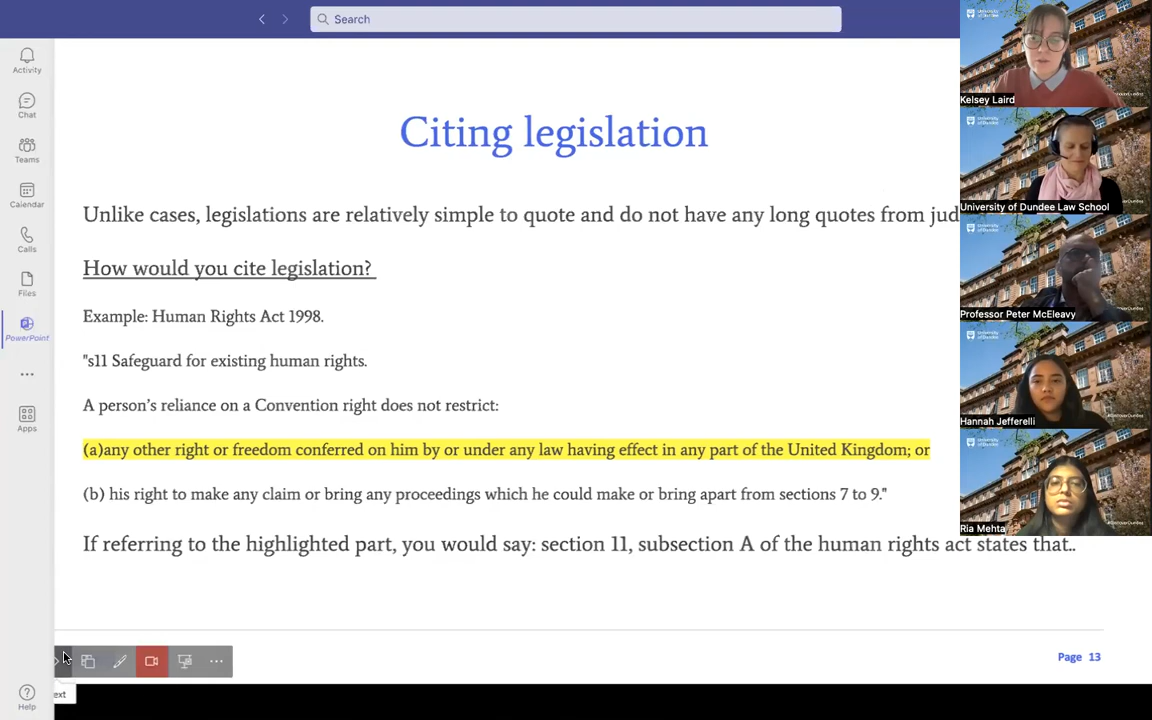 Search
Activity
Chat
Teams
Calendar
Calls
Files
PowerPoint
Apps
Help
Citing legislation
Unlike cases, legislations are relatively simple to quote and do not have any long quotes from jud
How would you cite legislation?
Example: Human Rights Act 1998.
"s11 Safeguard for existing human rights.
A person's reliance on a Convention right does not restrict:
(a)any other right or freedom conferred on him by or under any law having effect in any part of the United Kingdom; or
(b) his right to make any claim or bring any proceedings which he could make or bring apart from sections 7 to 9."
If referring to the highlighted part, you would say: section 11, subsection A of the human rights act states that..
Page 13
ext
Kelsey Laird
University of Dundee Law School
Professor Peter McEleavy
Hannah Jefferelli
Ria Mehta